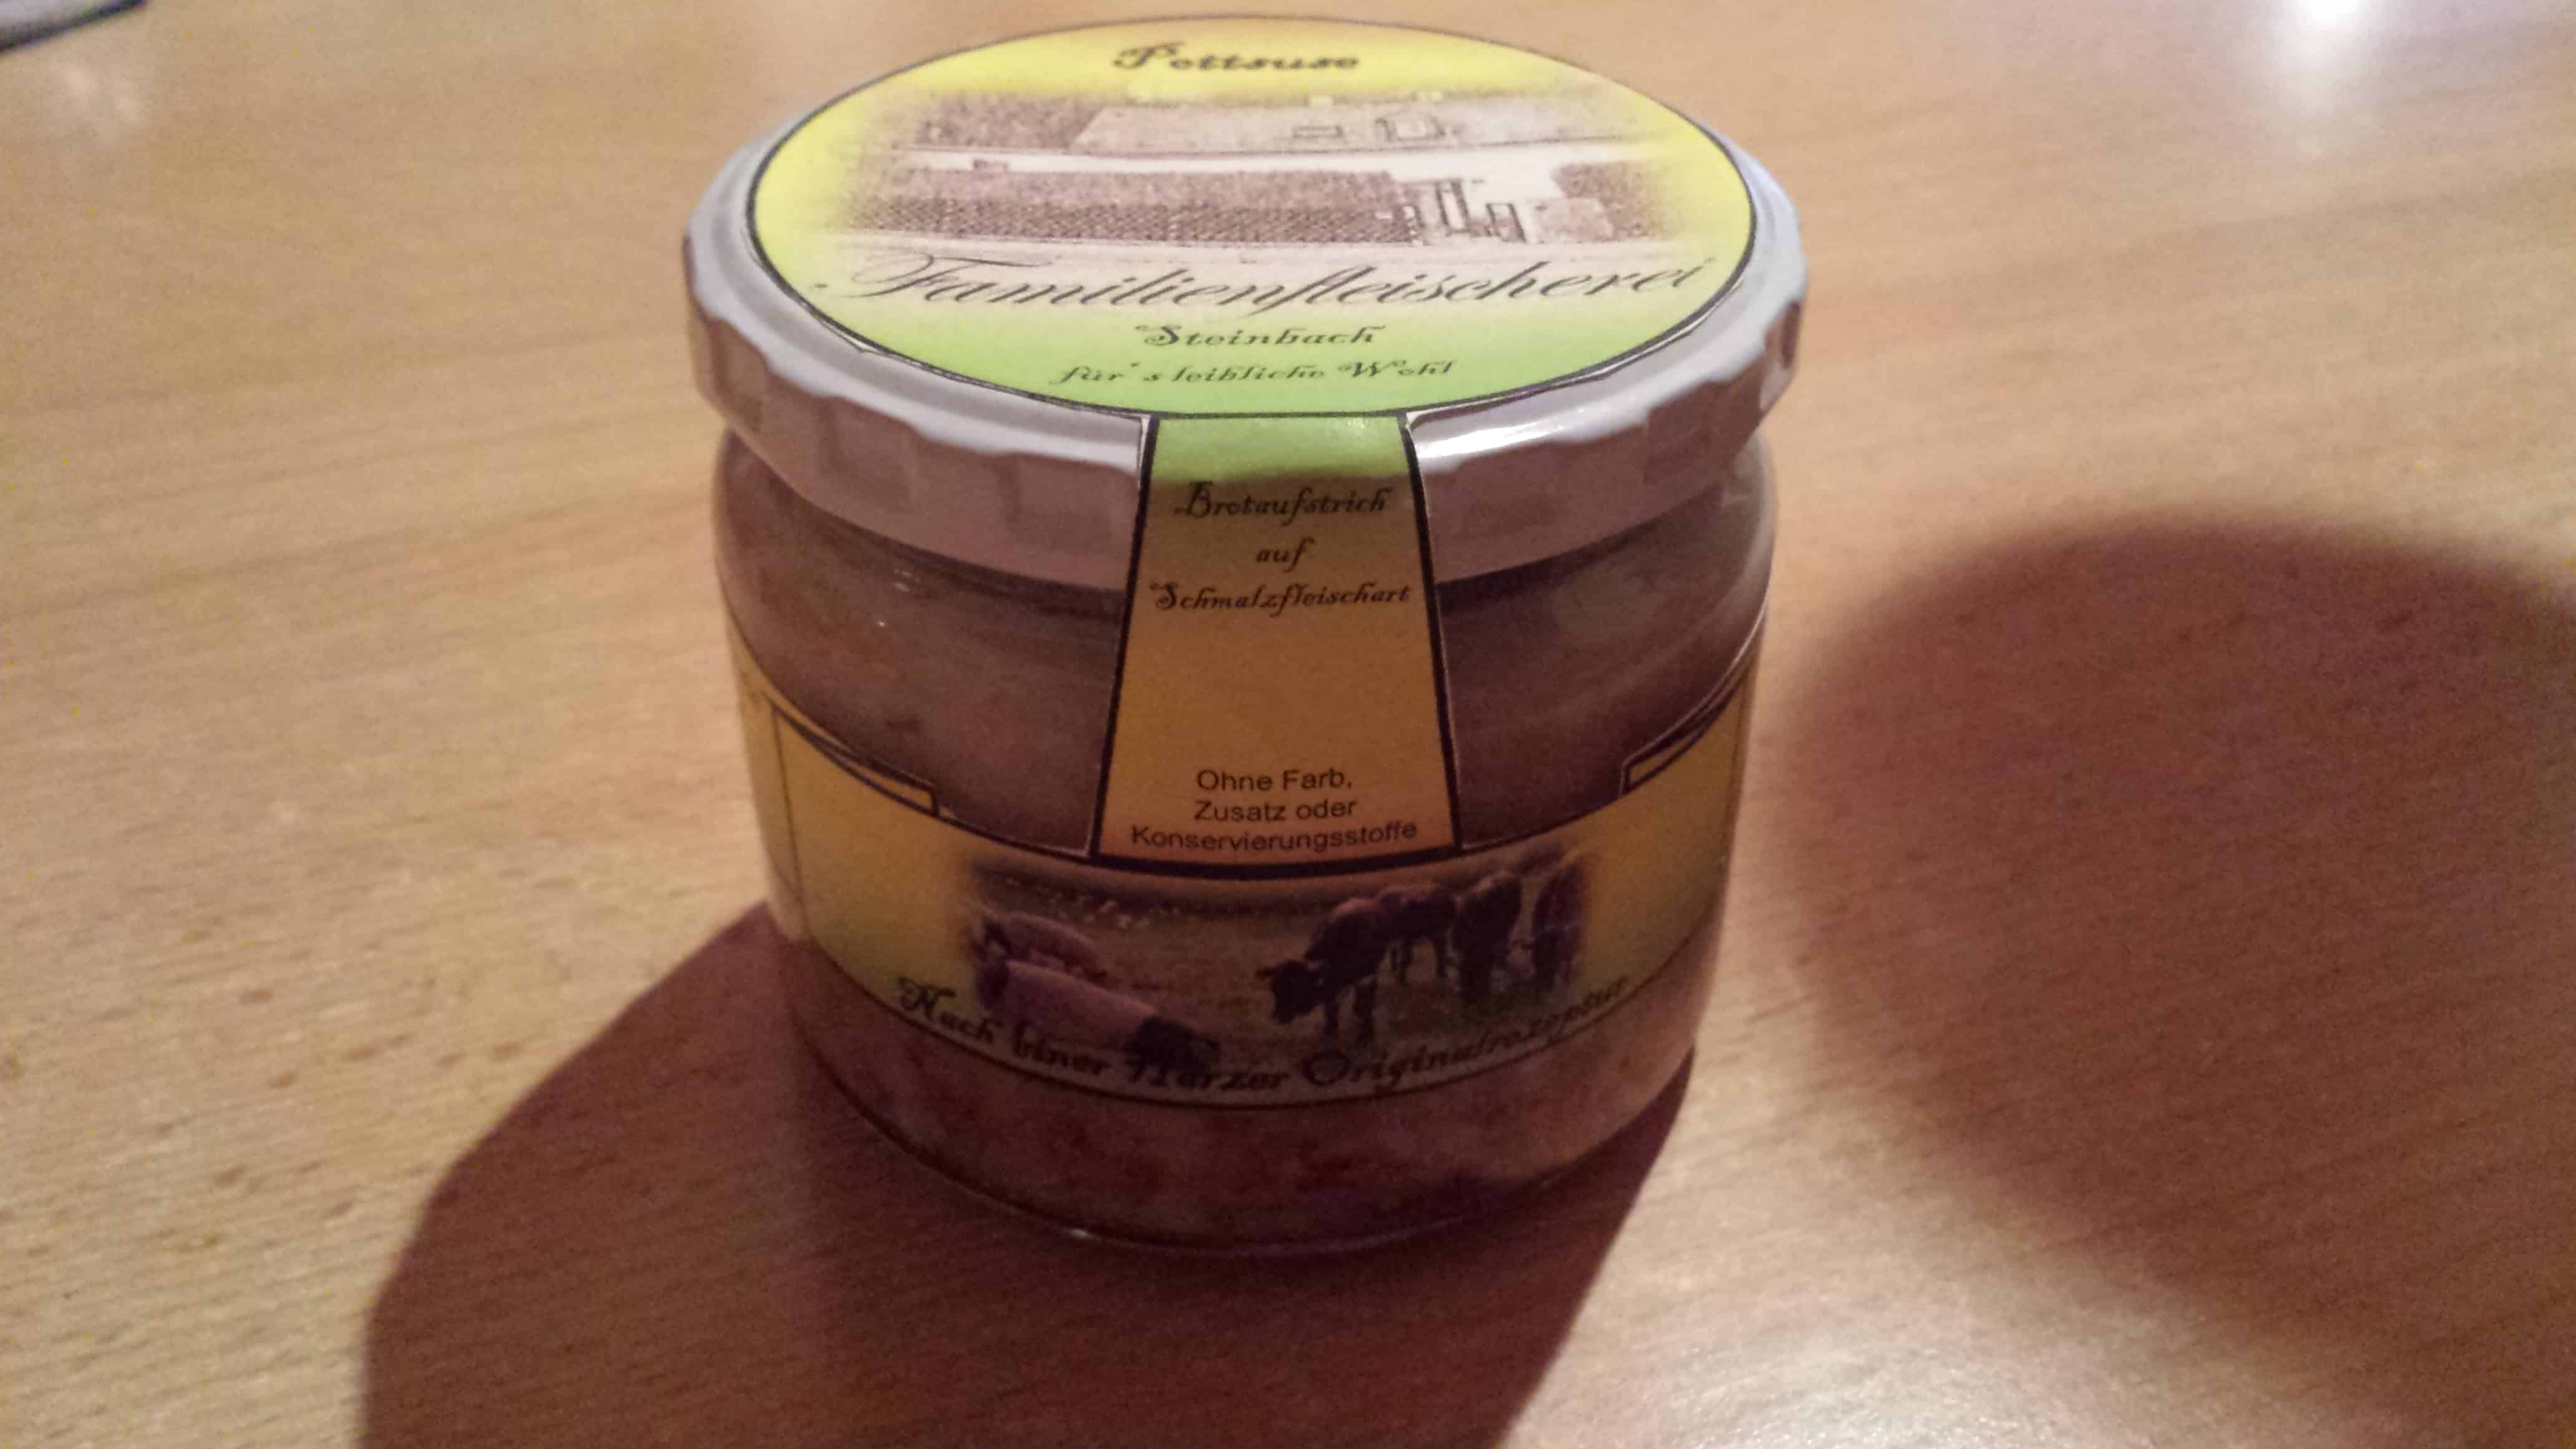 Pottsuse
Familienfleischerei
Steinbach
für´s leibliche Wohl
Brotaufstrich
auf
Schmalzfleischart
Ohne Farb,
Zusatz oder
Konservierungsstoffe
Nach einer Harzer Originalrezeptur